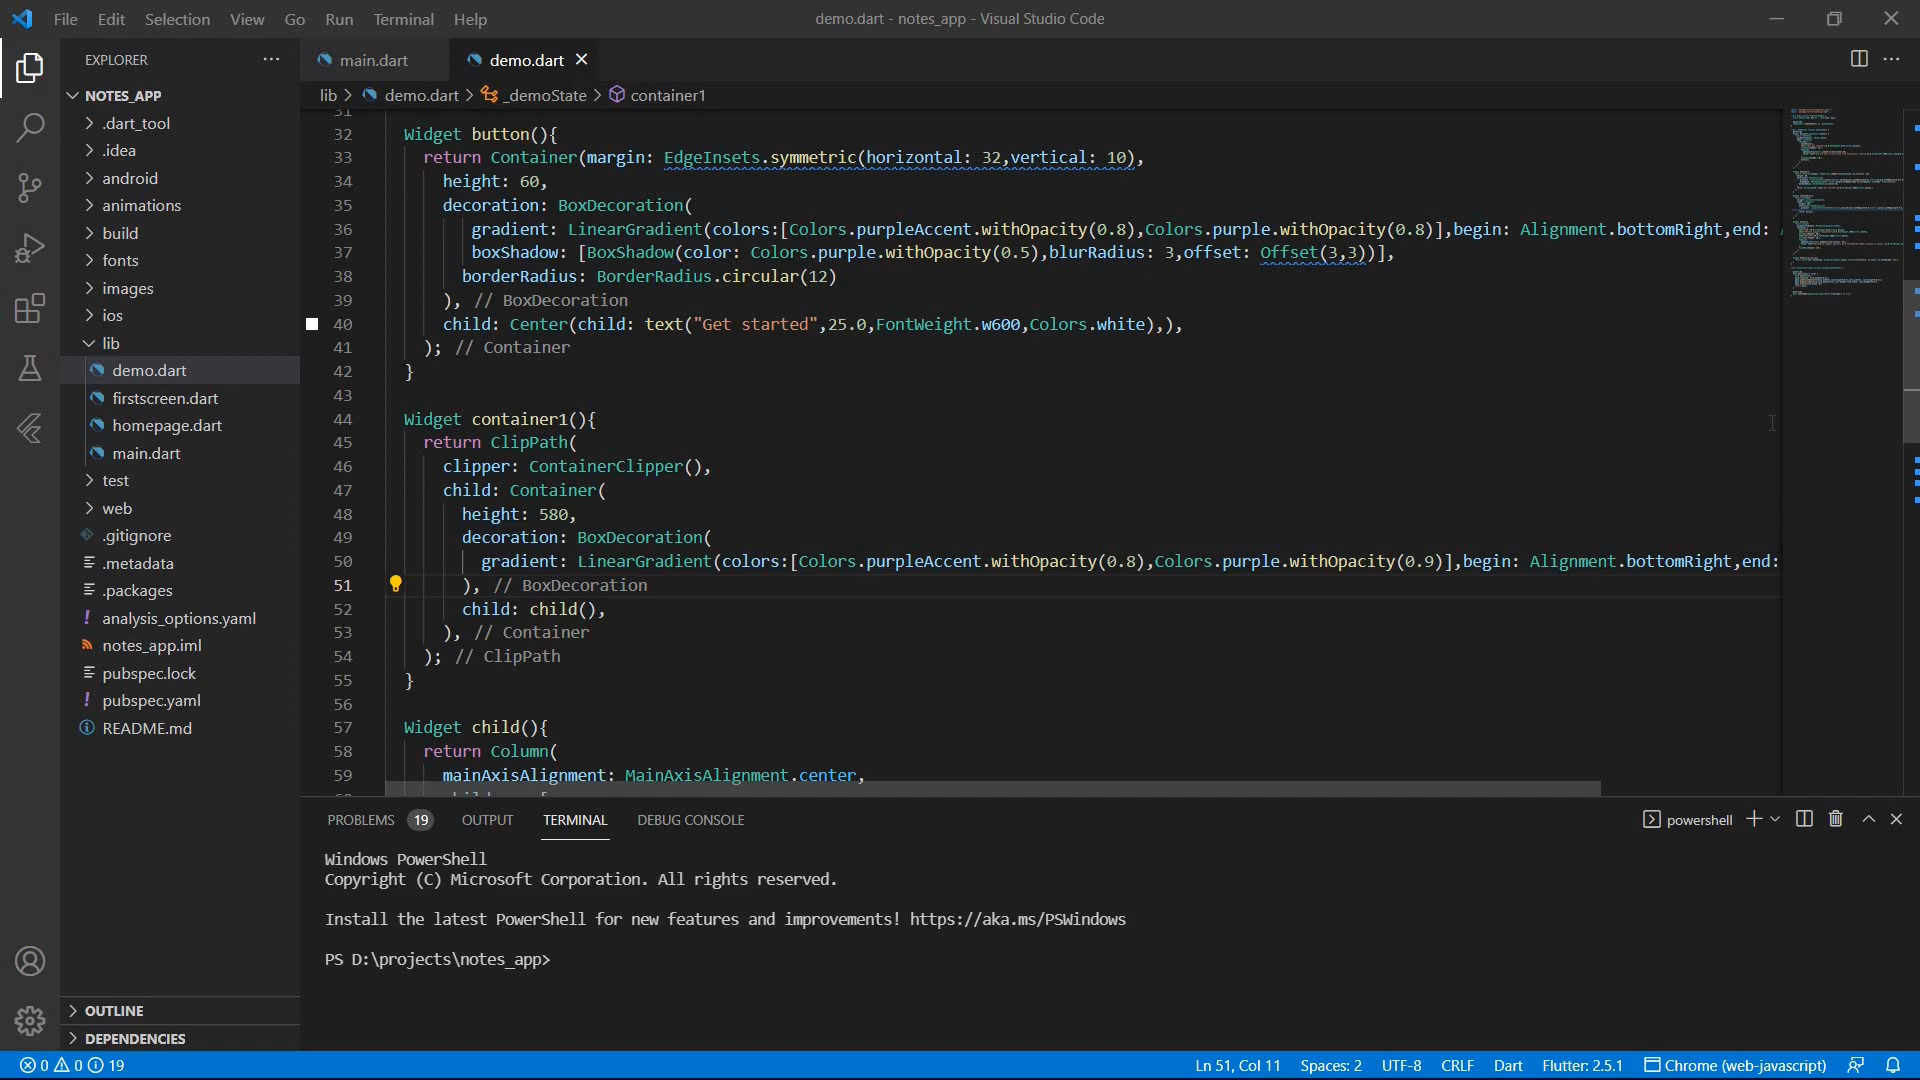 File Edit Selection View Go Run Terminal Help
demo.dart - notes_app - Visual Studio Code
EXPLORER
NOTES_APP
.dart_tool
.idea
android
animations
build
fonts
images
ios
lib
demo.dart
firstscreen.dart
homepage.dart
main.dart
test
web
.gitignore
.metadata
.packages
analysis_options.yaml
notes_app.iml
pubspec.lock
pubspec.yaml
README.md
OUTLINE
DEPENDENCIES
main.dart demo.dart
lib > demo.dart > _demoState > container1
31
32 Widget button(){
33 return Container(margin: EdgeInsets.symmetric(horizontal: 32,vertical: 10),
34 height: 60,
35 decoration: BoxDecoration(
36 gradient: LinearGradient(colors:[Colors.purpleAccent.withOpacity(0.8),Colors.purple.withOpacity(0.8)],begin: Alignment.bottomRight,end:
37 boxShadow: [BoxShadow(color: Colors.purple.withOpacity(0.5),blurRadius: 3,offset: Offset(3,3))],
38 borderRadius: BorderRadius.circular(12)
39 ), // BoxDecoration
40 child: Center(child: text("Get started",25.0,FontWeight.w600,Colors.white),),
41 ); // Container
42 }
43
44 Widget container1(){
45 return ClipPath(
46 clipper: ContainerClipper(),
47 child: Container(
48 height: 580,
49 decoration: BoxDecoration(
50 gradient: LinearGradient(colors:[Colors.purpleAccent.withOpacity(0.8),Colors.purple.withOpacity(0.9)],begin: Alignment.bottomRight,end:
51 ), // BoxDecoration
52 child: child(),
53 ), // Container
54 ); // ClipPath
55 }
56
57 Widget child(){
58 return Column(
59 mainAxisAlignment: MainAxisAlignment.center,
PROBLEMS 19 OUTPUT TERMINAL DEBUG CONSOLE
powershell
Windows PowerShell
Copyright (C) Microsoft Corporation. All rights reserved.
Install the latest PowerShell for new features and improvements! https://aka.ms/PSWindows
PS D:\projects\notes_app>
0 0 19
Ln 51, Col 11 Spaces: 2 UTF-8 CRLF Dart Flutter: 2.5.1 Chrome (web-javascript)